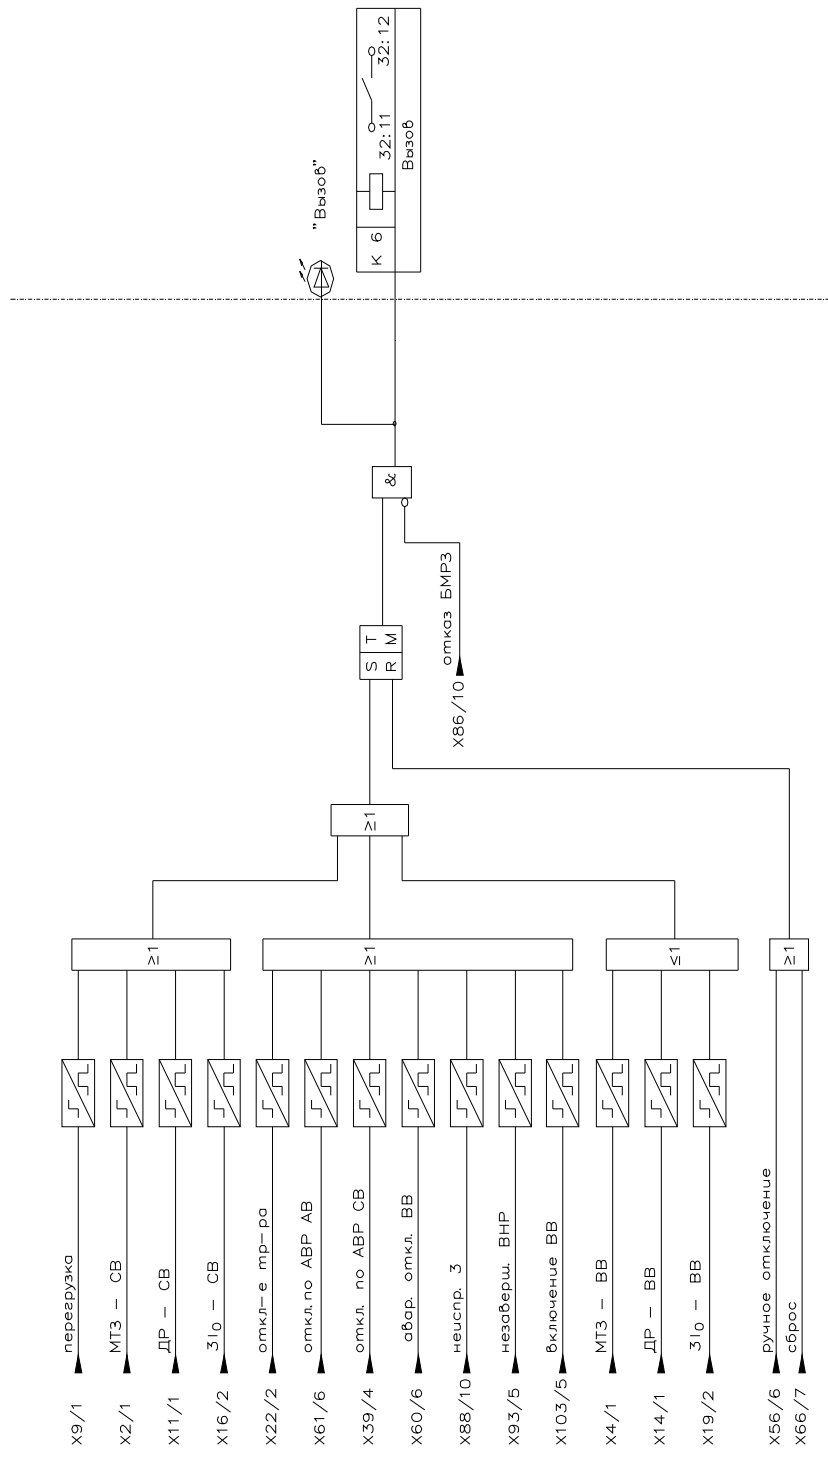 32:12
32:11
Вызов
"Вызов"
К 6
&
отказ БМРЗ
X86/10
S T
R M
≥1
≥1
≥1
≤1
≥1
перегрузка
X9/1
МТЗ – СВ
X2/1
ДР – СВ
X11/1
3I0 – СВ
X16/2
откл-е тр-ра
X22/2
откл.по АВР АВ
X61/6
откл. по АВР СВ
X39/4
авар. откл. ВВ
X60/6
неиспр. 3
X88/10
незаверш. ВНР
X93/5
включение ВВ
X103/5
МТЗ – ВВ
X4/1
ДР – ВВ
X14/1
3I0 – ВВ
X19/2
ручное отключение
X56/6
сброс
X66/7